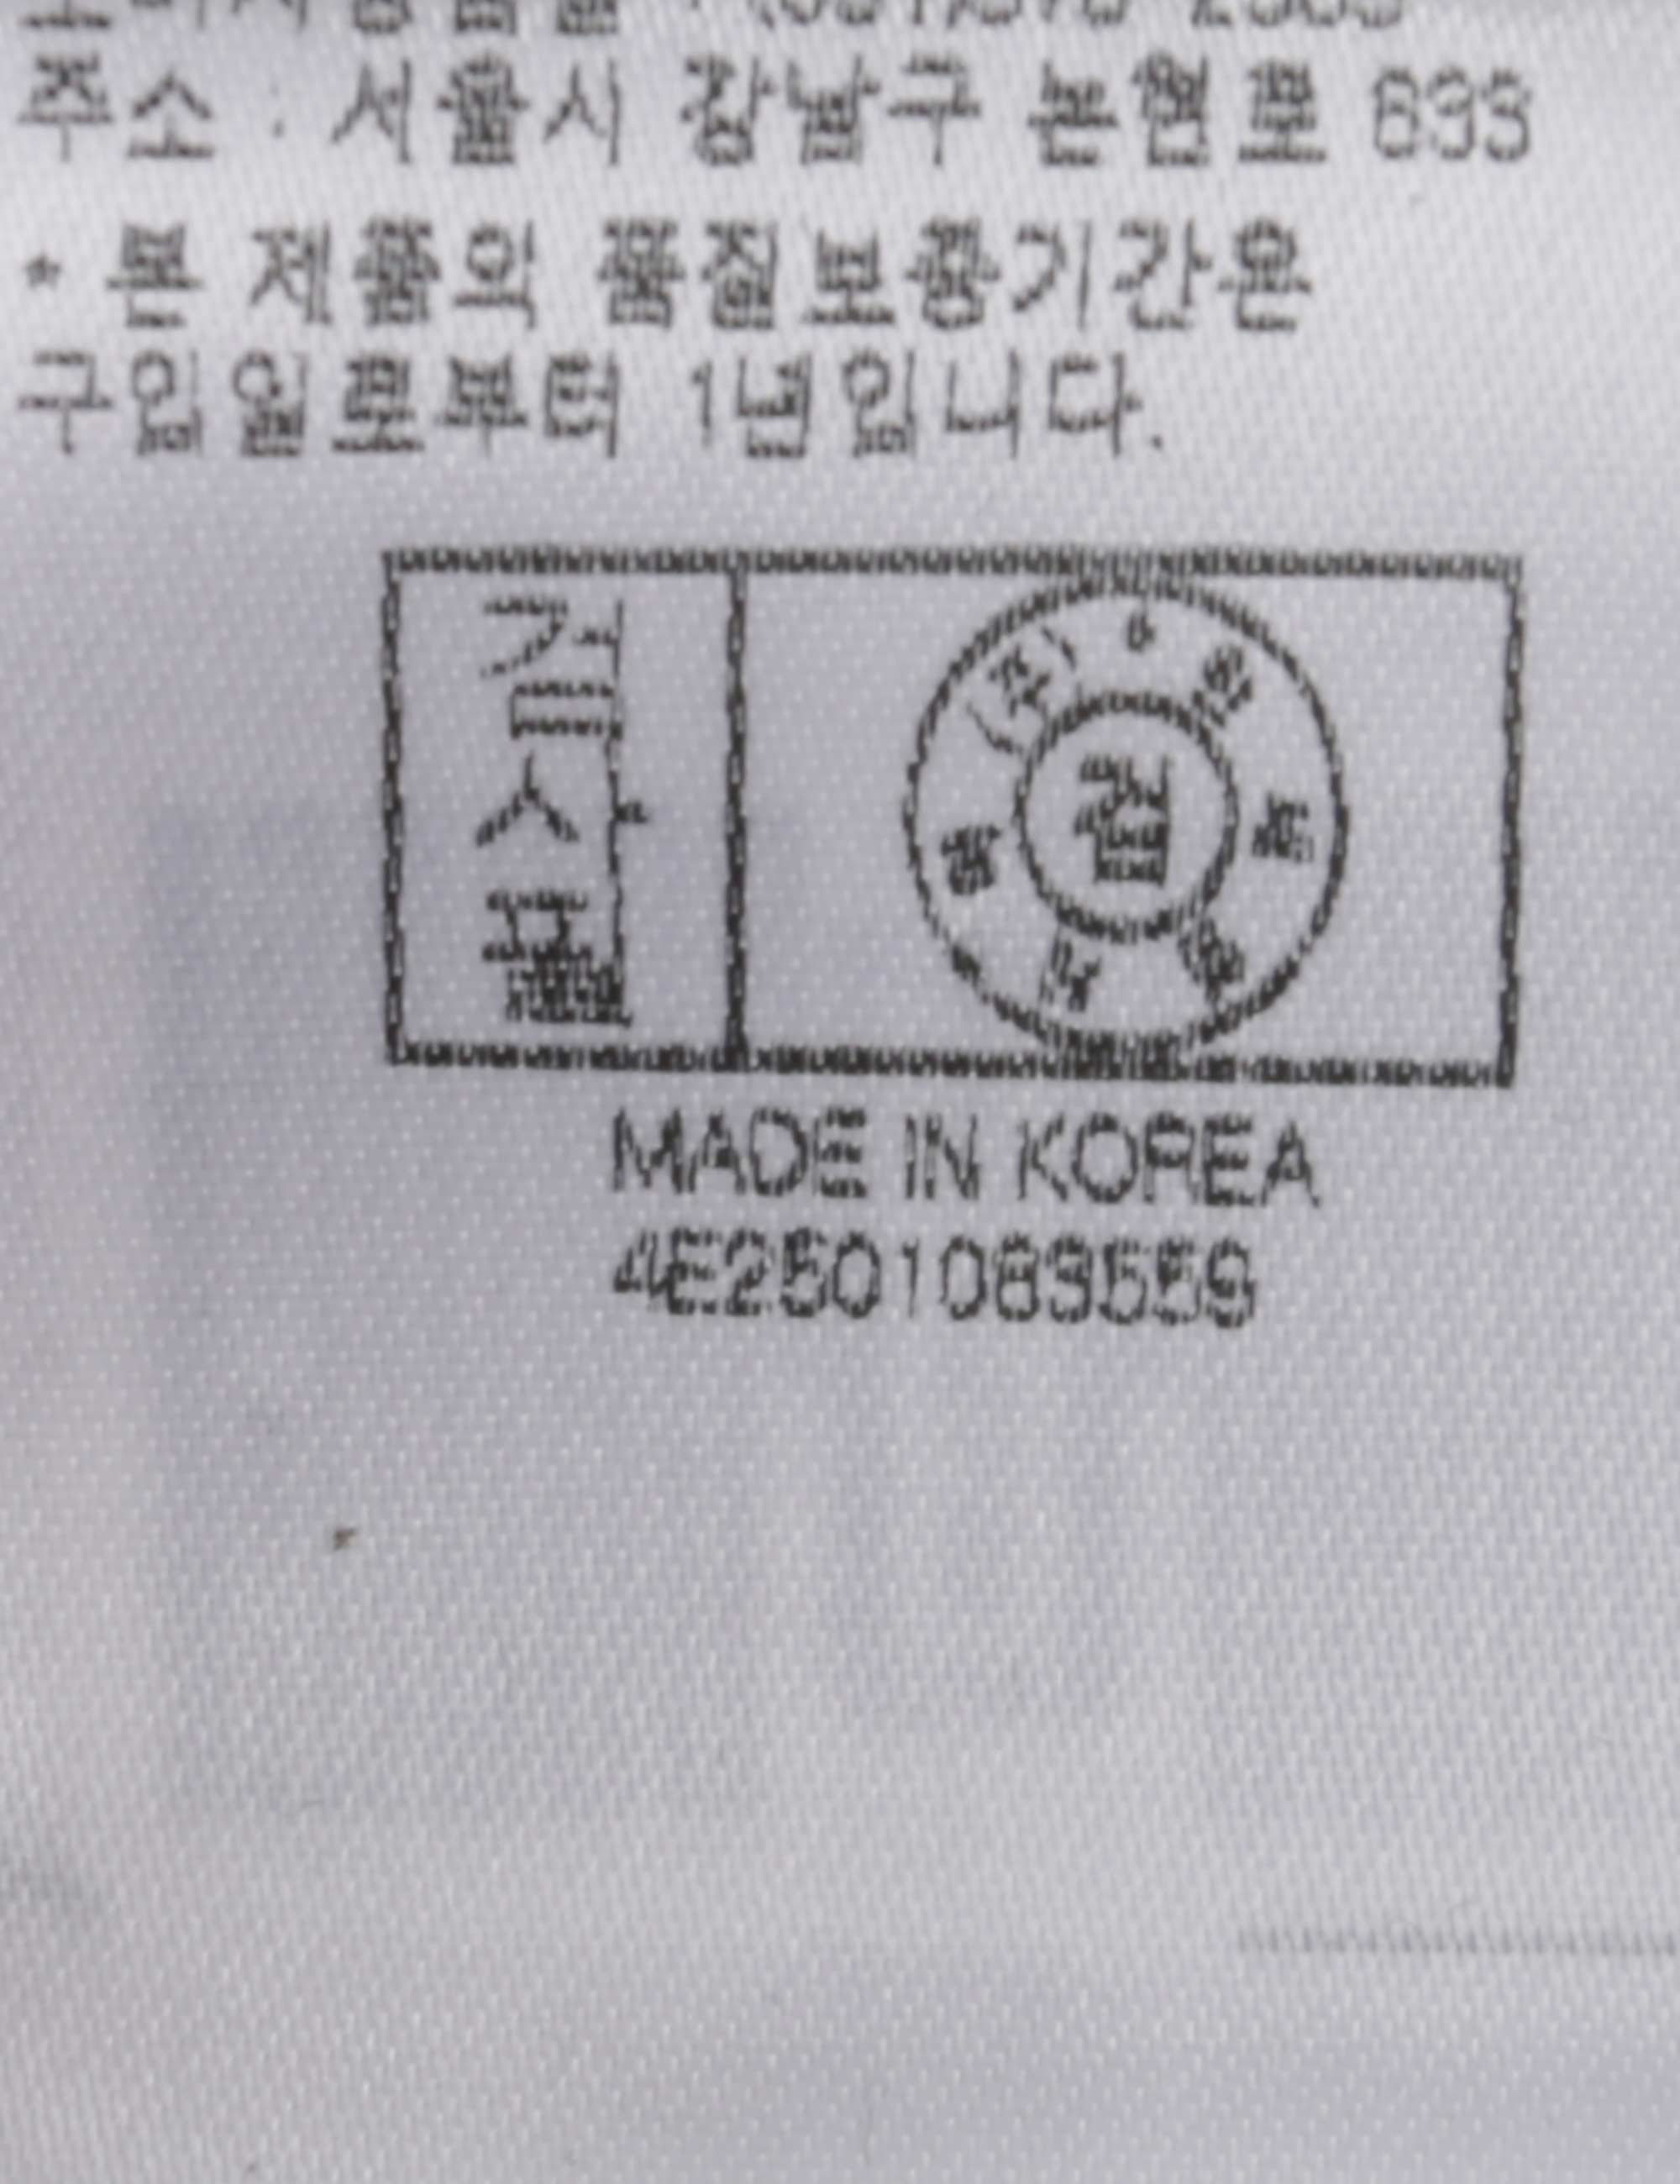 주소 : 서울시 강남구 논현로 633
* 본 제품의 품질보증기간은
구입일로부터 1년입니다.
검사필
검
MADE IN KOREA
4E2501083559